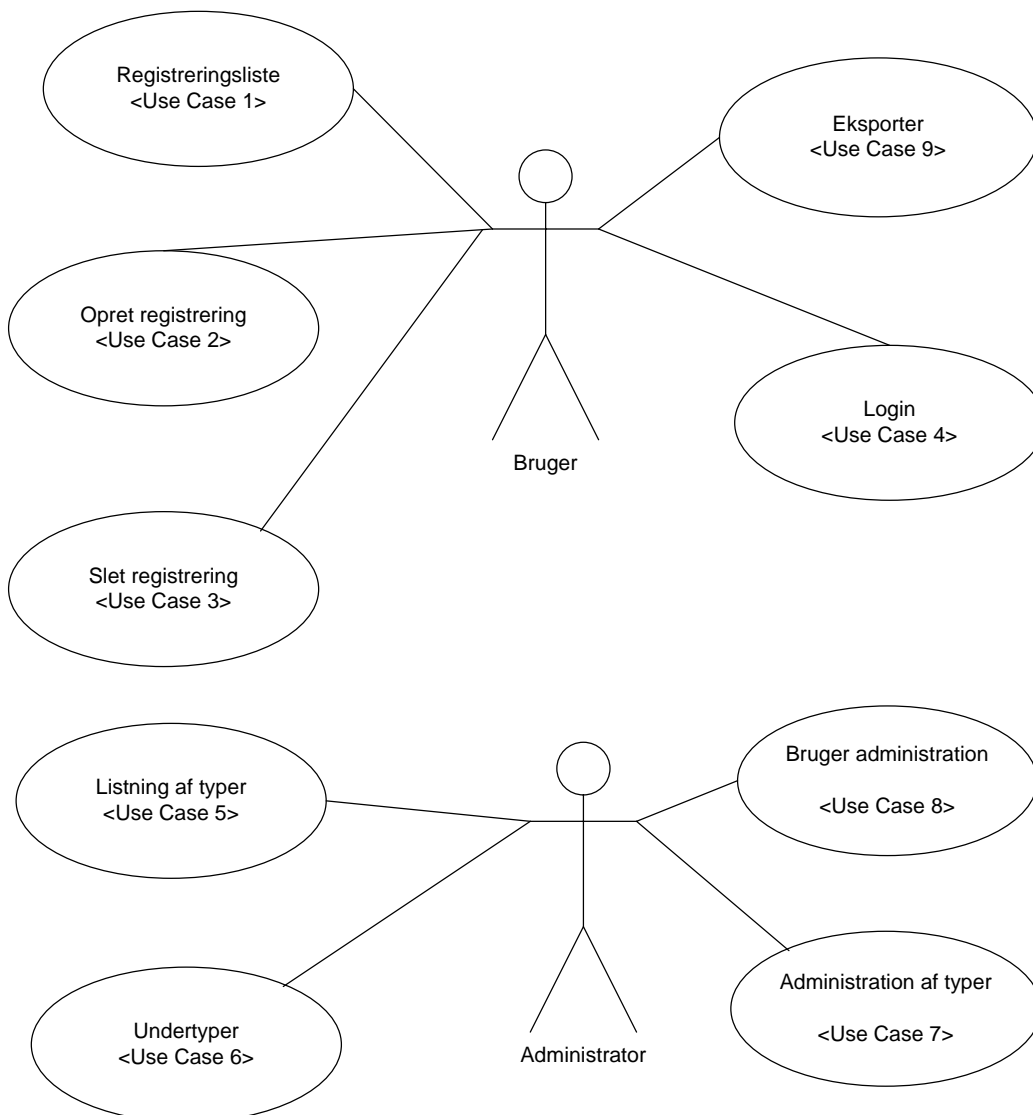 Registreringsliste
<Use Case 1>
Eksporter
<Use Case 9>
Opret registrering
<Use Case 2>
Login
<Use Case 4>
Bruger
Slet registrering
<Use Case 3>
Listning af typer
<Use Case 5>
Bruger administration
<Use Case 8>
Undertyper
<Use Case 6>
Administration af typer
<Use Case 7>
Administrator